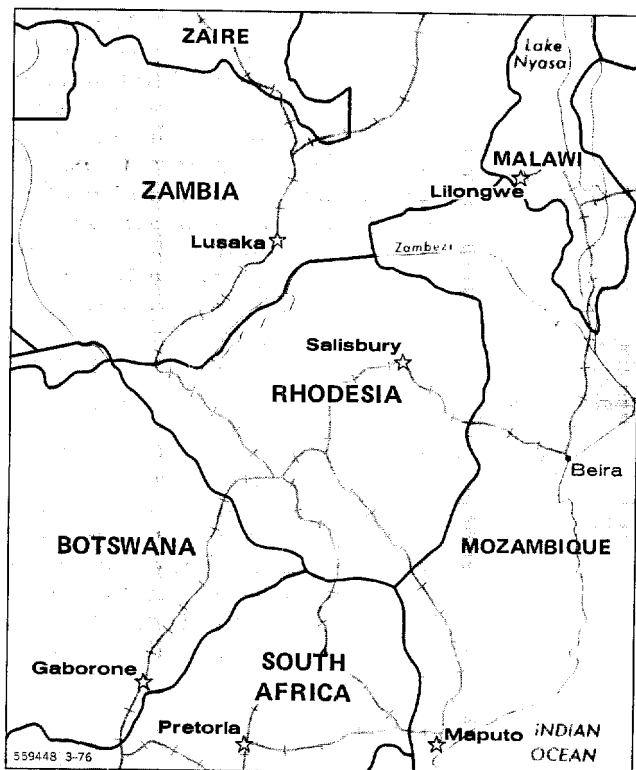 ZAIRE
Lake
Nyasa
MALAWI
Lilongwe
ZAMBIA
Lusaka
Zambezi
Salisbury
RHODESIA
Beira
BOTSWANA
MOZAMBIQUE
Gaborone
SOUTH
AFRICA
Pretoria
Maputo
INDIAN
OCEAN
559448 3-76